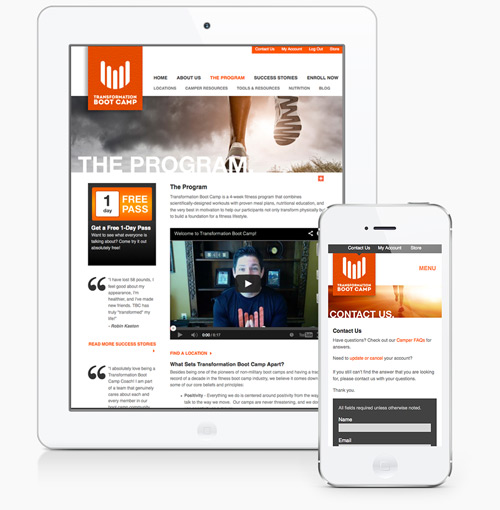 Contact Us My Account Log Out Store
TRANSFORMATION
BOOT CAMP
HOME ABOUT US THE PROGRAM SUCCESS STORIES ENROLL NOW
LOCATIONS CAMPER RESOURCES TOOLS & RESOURCES NUTRITION BLOG
THE PROGRAM.
1
day
FREE
PASS
Get a Free 1-Day Pass
Want to see what everyone is
talking about? Come try it out
absolutely free!
"I have lost 58 pounds. I
feel good about my
appearance, I'm
healthier, and I've made
new friends. TBC has
truly "transformed" my
life!"
- Robin Keelen
READ MORE SUCCESS
STORIES
"I absolutely love being a
Transformation Boot
Camp Coach! I am part
of a team that genuinely
cares about each and
every member in our
boot camp community
The Program
Transformation Boot Camp is a 4-week fitness program that combines
scientifically-designed workouts with proven meal plans, nutritional education, and
the very best in motivation to help our participants not only transform physically
to build a foundation for a fitness lifestyle.
Welcome to Transformation Boot Camp!
0:00 / 6:17
YouTube
FIND A LOCATION
What Sets Transformation Boot Camp Apart?
Besides being one of the pioneers of non-military boot camps and having a
record of a decade in the fitness boot camp industry, we believe it comes down
some of our core beliefs and principles:
Positivity - Everything we do is centered around positivity from the
talk to the way we move. Our camps are never threatening, and we do
Contact Us My Account Store
TRANSFORMATION
BOOT CAMP
MENU
CONTACT US.
Contact Us
Have questions? Check out our Camper FAQs for
answers.
Need to update or cancel your account?
If you still can't find the answer that you are looking
for, please contact us with your questions.
Thank you.
All fields required unless otherwise noted.
Name
Email